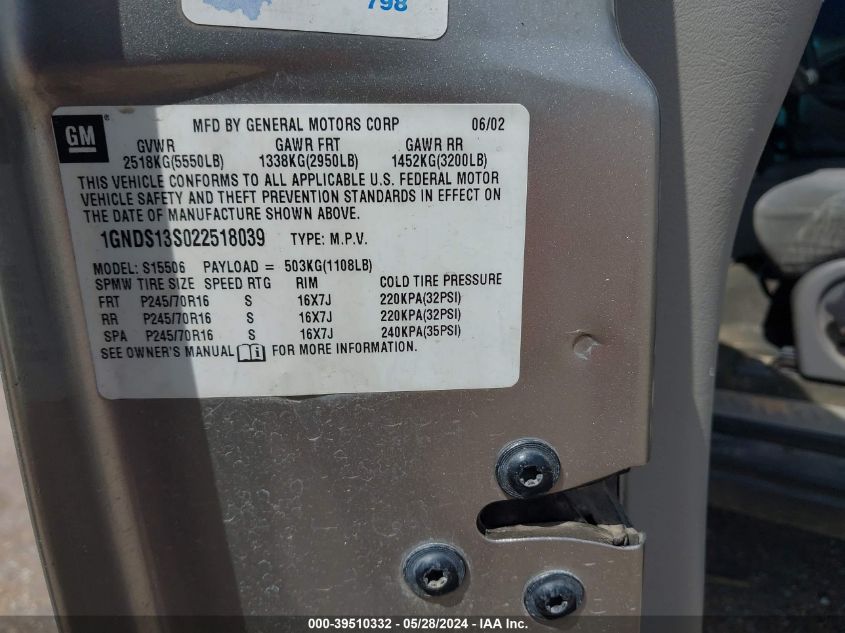 798
GM
MFD BY GENERAL MOTORS CORP 06/02
GVWR GAWR FRT GAWR RR
2518KG(5550LB) 1338KG(2950LB) 1452KG(3200LB)
THIS VEHICLE CONFORMS TO ALL APPLICABLE U.S. FEDERAL MOTOR
VEHICLE SAFETY AND THEFT PREVENTION STANDARDS IN EFFECT ON
THE DATE OF MANUFACTURE SHOWN ABOVE.
1GNDS13S022518039 TYPE: M.P.V.
MODEL: S15506 PAYLOAD = 503KG(1108LB)
SPMW TIRE SIZE SPEED RTG RIM COLD TIRE PRESSURE
FRT P245/70R16 S 16X7J 220KPA(32PSI)
RR P245/70R16 S 16X7J 220KPA(32PSI)
SPA P245/70R16 S 16X7J 240KPA(35PSI)
SEE OWNER'S MANUAL FOR MORE INFORMATION.
000-39510332 - 05/28/2024 - IAA Inc.